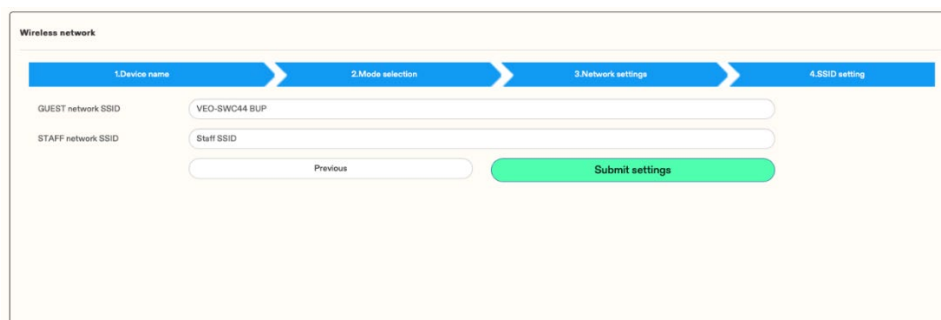 Wireless network
1.Device name 2.Mode selection 3.Network settings 4.SSID setting
GUEST network SSID VEO-SWC44 BUP
STAFF network SSID Staff SSID
Previous Submit settings